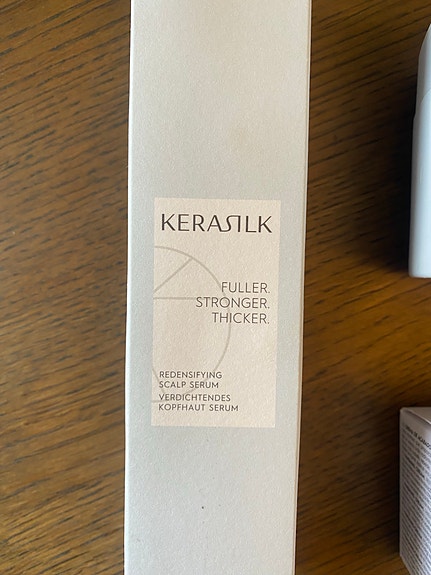 KERASILK
FULLER.
STRONGER.
THICKER.
REDENSIFYING
SCALP SERUM
VERDICHTENDES
KOPFHAUT SERUM